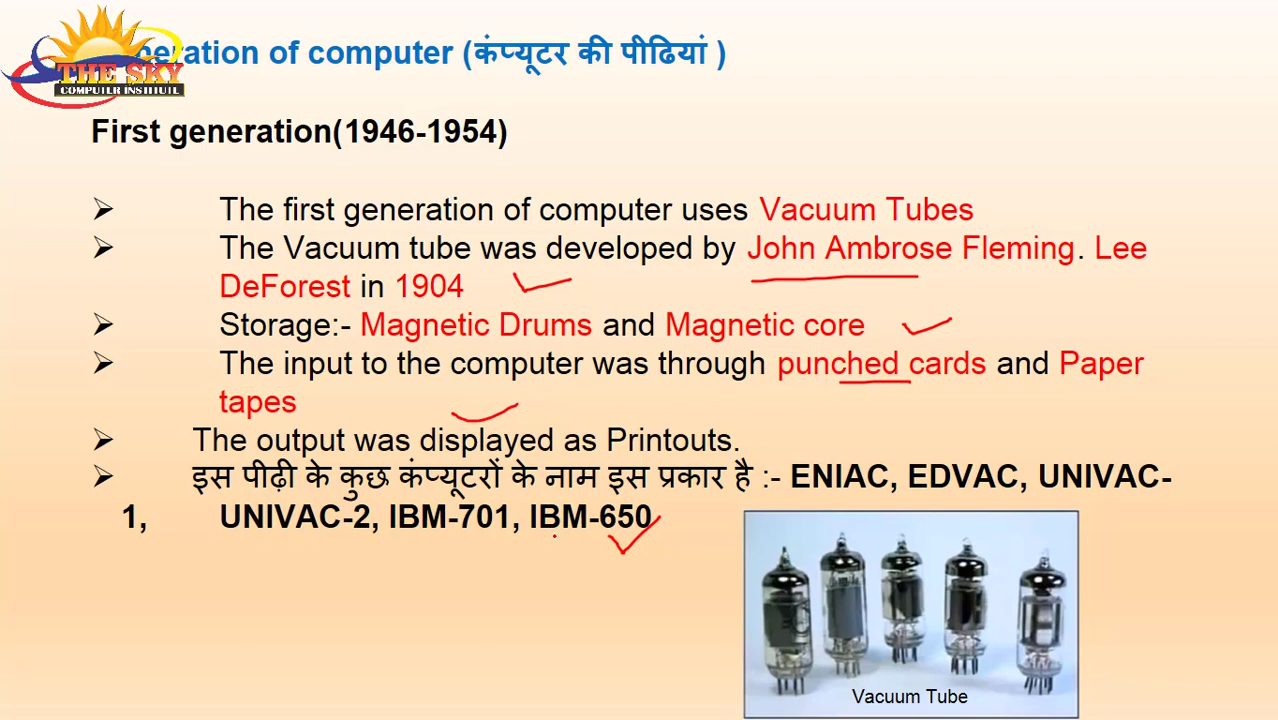 neration of computer (कंप्यूटर की पीढियां )
THE SKY
COMPUTER INSTITUTE
First generation(1946-1954)
➢ The first generation of computer uses Vacuum Tubes
➢ The Vacuum tube was developed by John Ambrose Fleming. Lee
DeForest in 1904
➢ Storage:- Magnetic Drums and Magnetic core
➢ The input to the computer was through punched cards and Paper
tapes
➢ The output was displayed as Printouts.
➢ इस पीढ़ी के कुछ कंप्यूटरों के नाम इस प्रकार है :- ENIAC, EDVAC, UNIVAC-
1, UNIVAC-2, IBM-701, IBM-650
Vacuum Tube